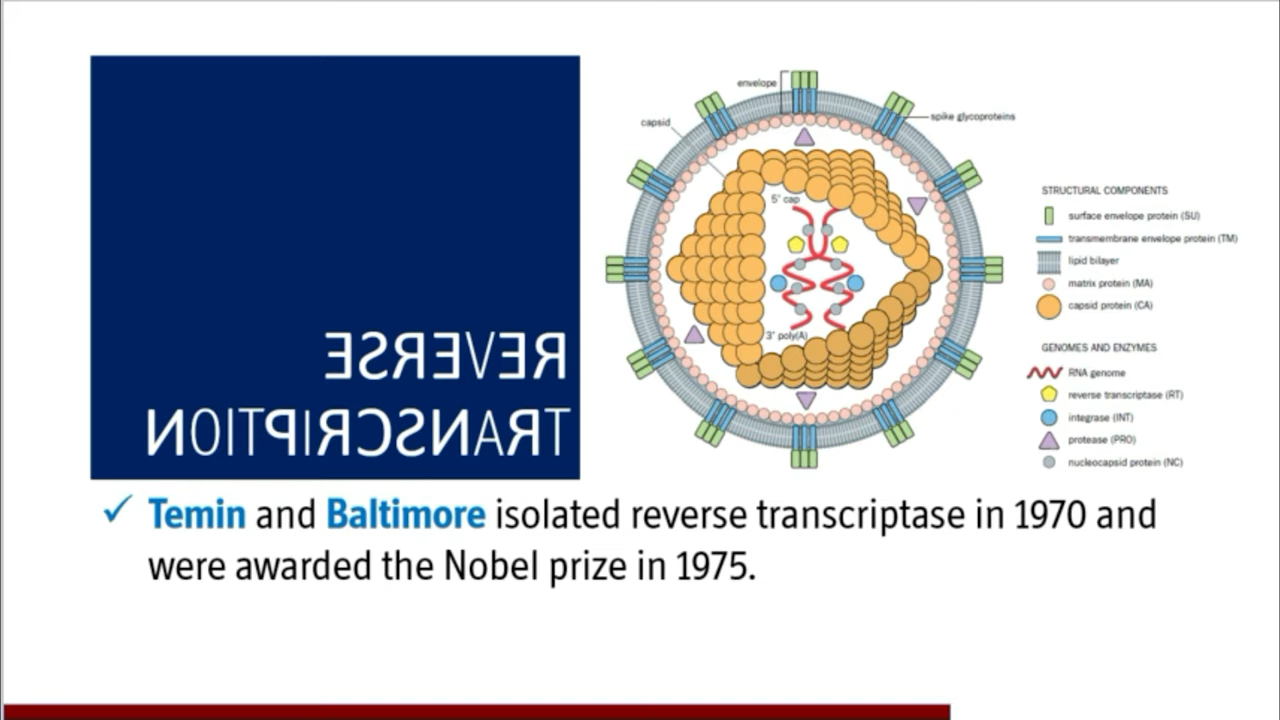 REVERSE
TRANSCRIPTION
envelope
capsid
spike glycoproteins
5' cap
3' poly(A)
STRUCTURAL COMPONENTS
surface envelope protein (SU)
transmembrane envelope protein (TM)
lipid bilayer
matrix protein (MA)
capsid protein (CA)
GENOMES AND ENZYMES
RNA genome
reverse transcriptase (RT)
integrase (INT)
protease (PRO)
nucleocapsid protein (NC)
✓ Temin and Baltimore isolated reverse transcriptase in 1970 and
were awarded the Nobel prize in 1975.